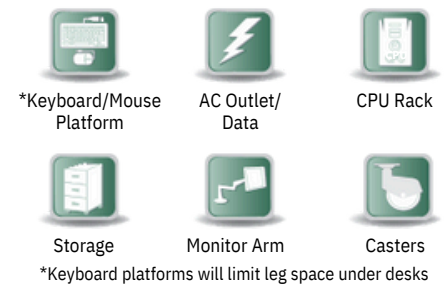 *Keyboard/Mouse
Platform
AC Outlet/
Data
CPU
CPU Rack
Storage
Monitor Arm
Casters
*Keyboard platforms will limit leg space under desks